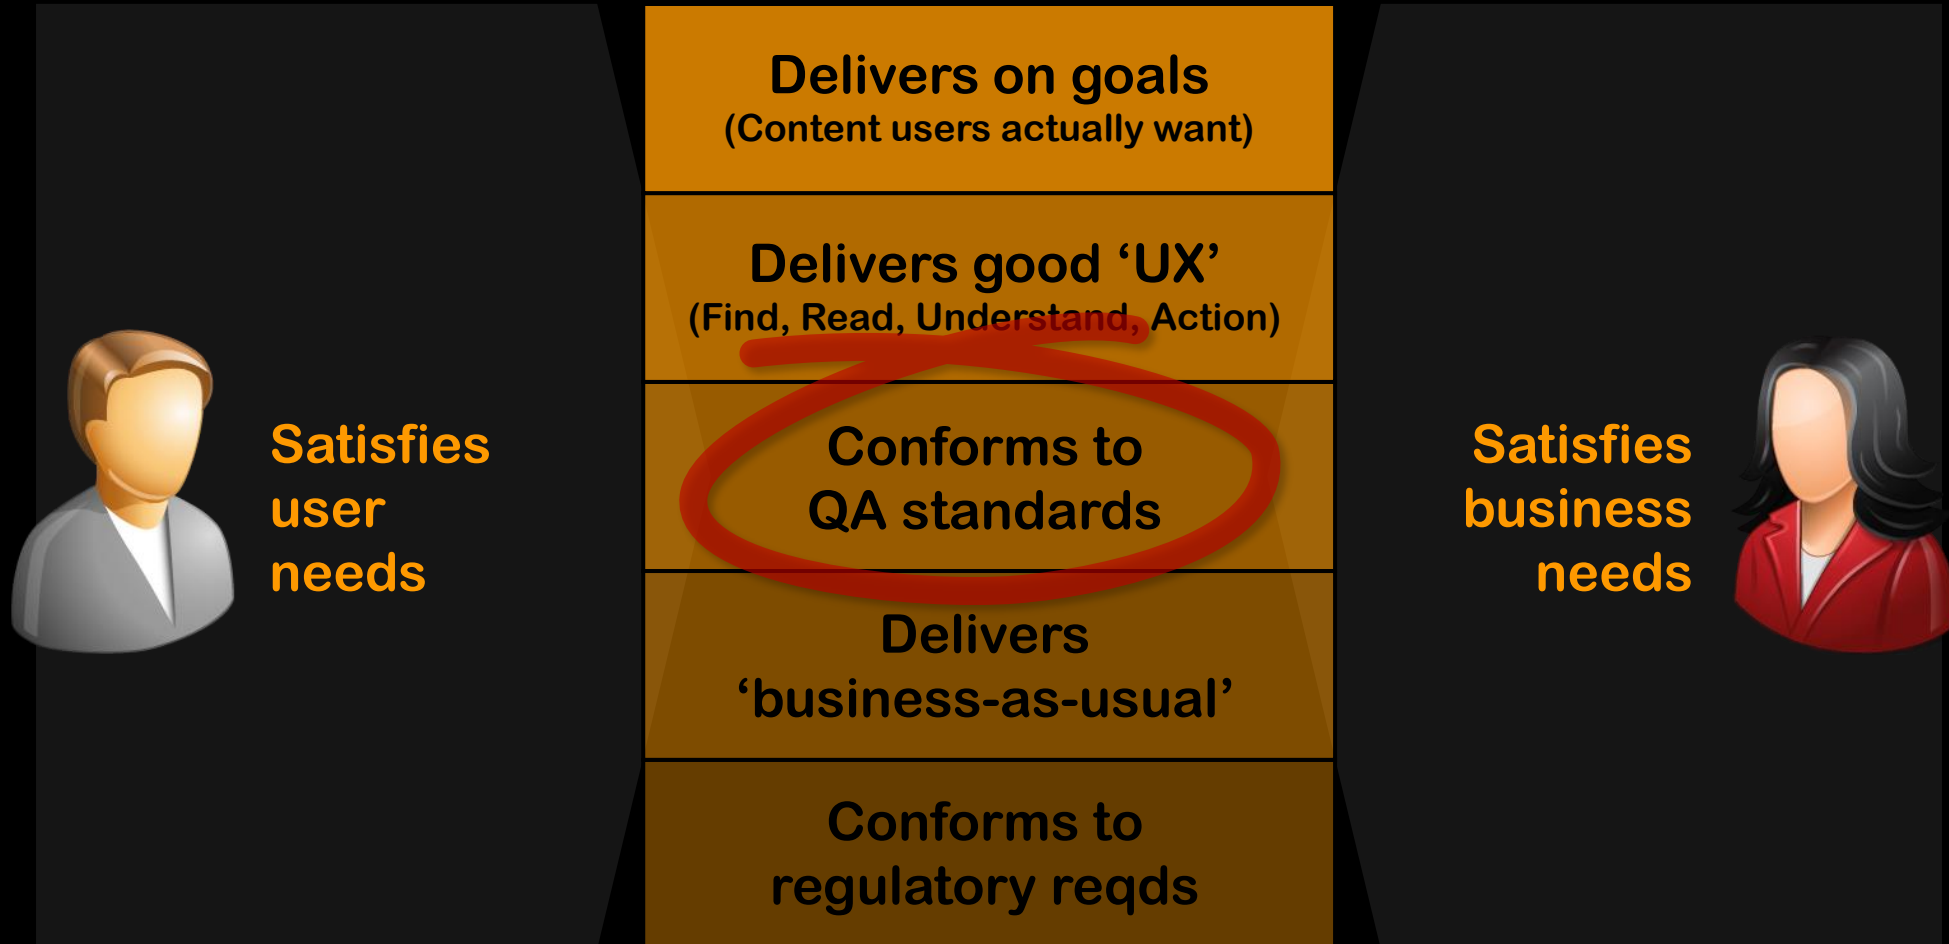 Delivers on goals
(Content users actually want)
Delivers good ‘UX’
(Find, Read, Understand, Action)
Satisfies
user
needs
Conforms to
QA standards
Satisfies
business
needs
Delivers
‘business-as-usual’
Conforms to
regulatory reqds